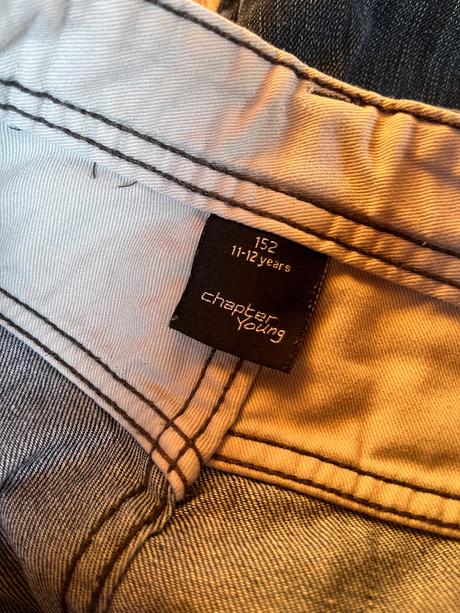 152
11-12 years
chapter
Young